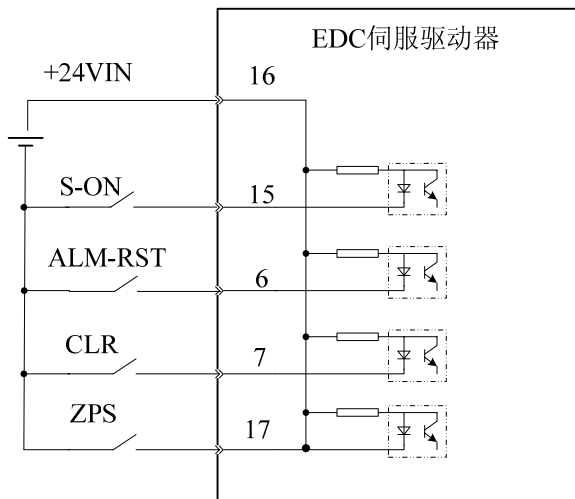 EDC伺服驱动器
+24VIN
16
S-ON
15
ALM-RST
6
CLR
7
ZPS
17